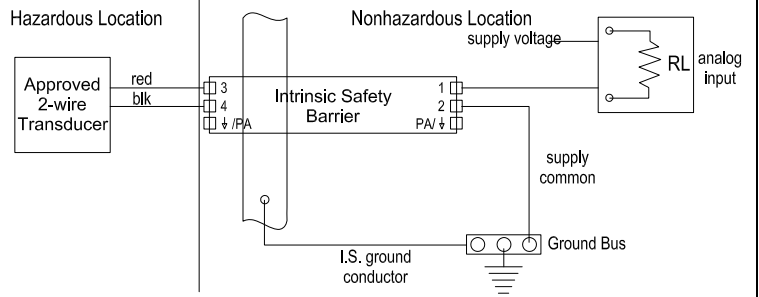 Hazardous Location
Nonhazardous Location
supply voltage
RL
analog
input
Approved
2-wire
Transducer
red
blk
3
4
/PA
Intrinsic Safety
Barrier
1
2
PA/
supply
common
I.S. ground
conductor
Ground Bus